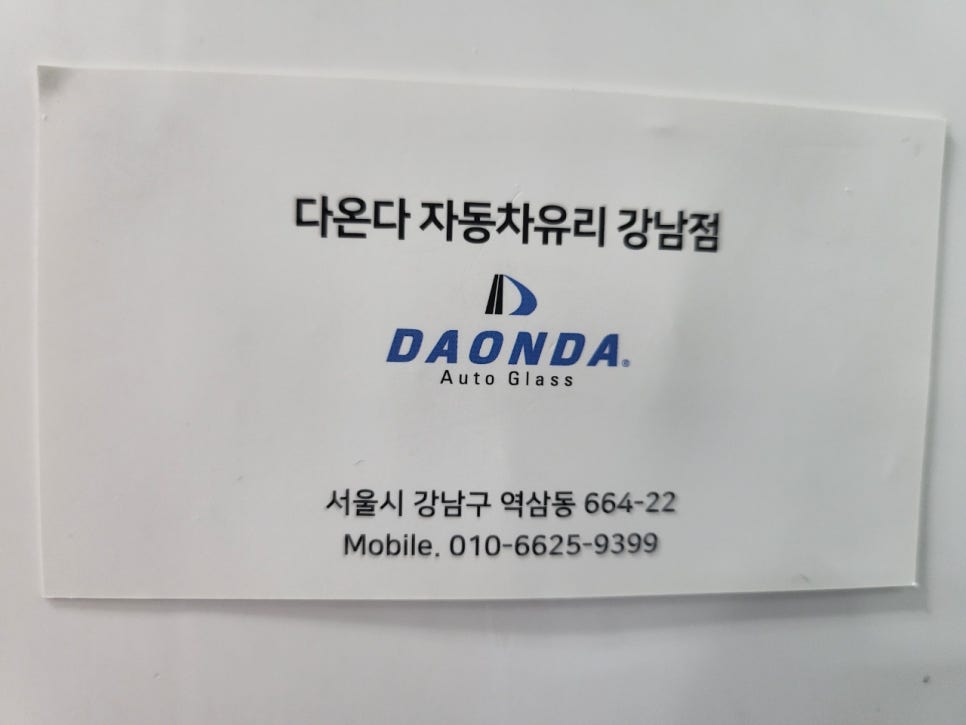 다온다 자동차유리 강남점
DAONDA®
Auto Glass
서울시 강남구 역삼동 664-22
Mobile. 010-6625-9399